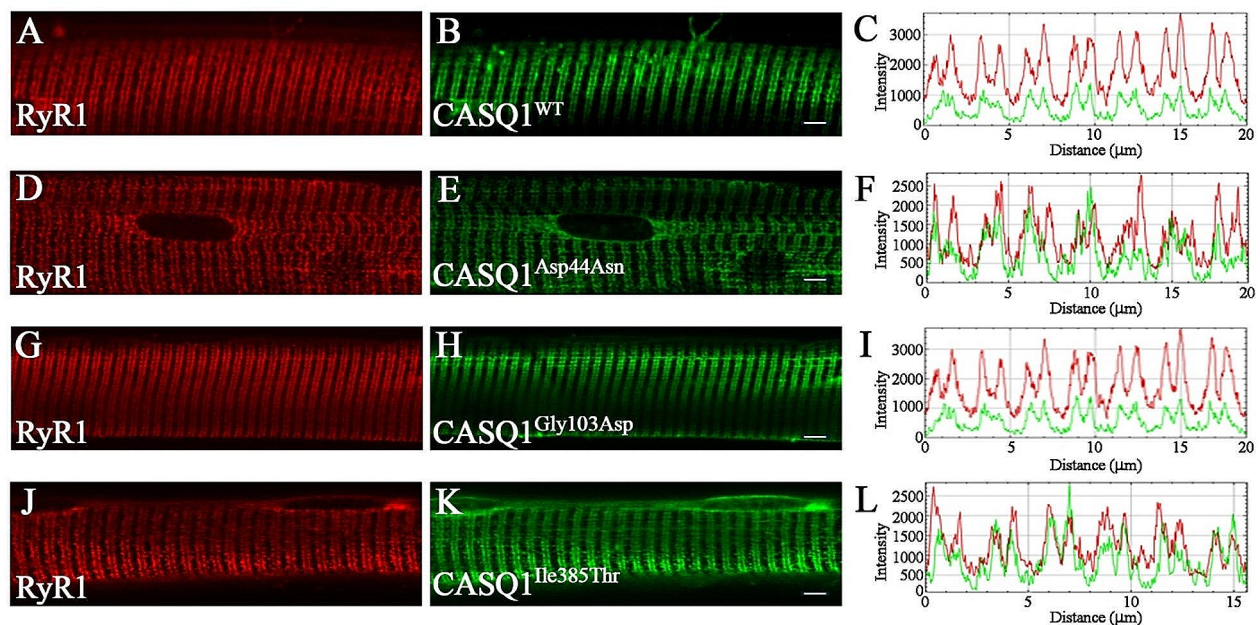 A
RyR1
B
CASQ1WT
C
Intensity
3000
2000
1000
0
0 5 10 15 20
Distance (μm)
D
RyR1
E
CASQ1Asp44Asn
F
Intensity
2500
2000
1500
1000
500
0
0 5 10 15 20
Distance (μm)
G
RyR1
H
CASQ1Gly103Asp
I
Intensity
3000
2000
1000
0
0 5 10 15 20
Distance (μm)
J
RyR1
K
CASQ1Ile385Thr
L
Intensity
2500
2000
1500
1000
500
0
0 5 10 15
Distance (μm)